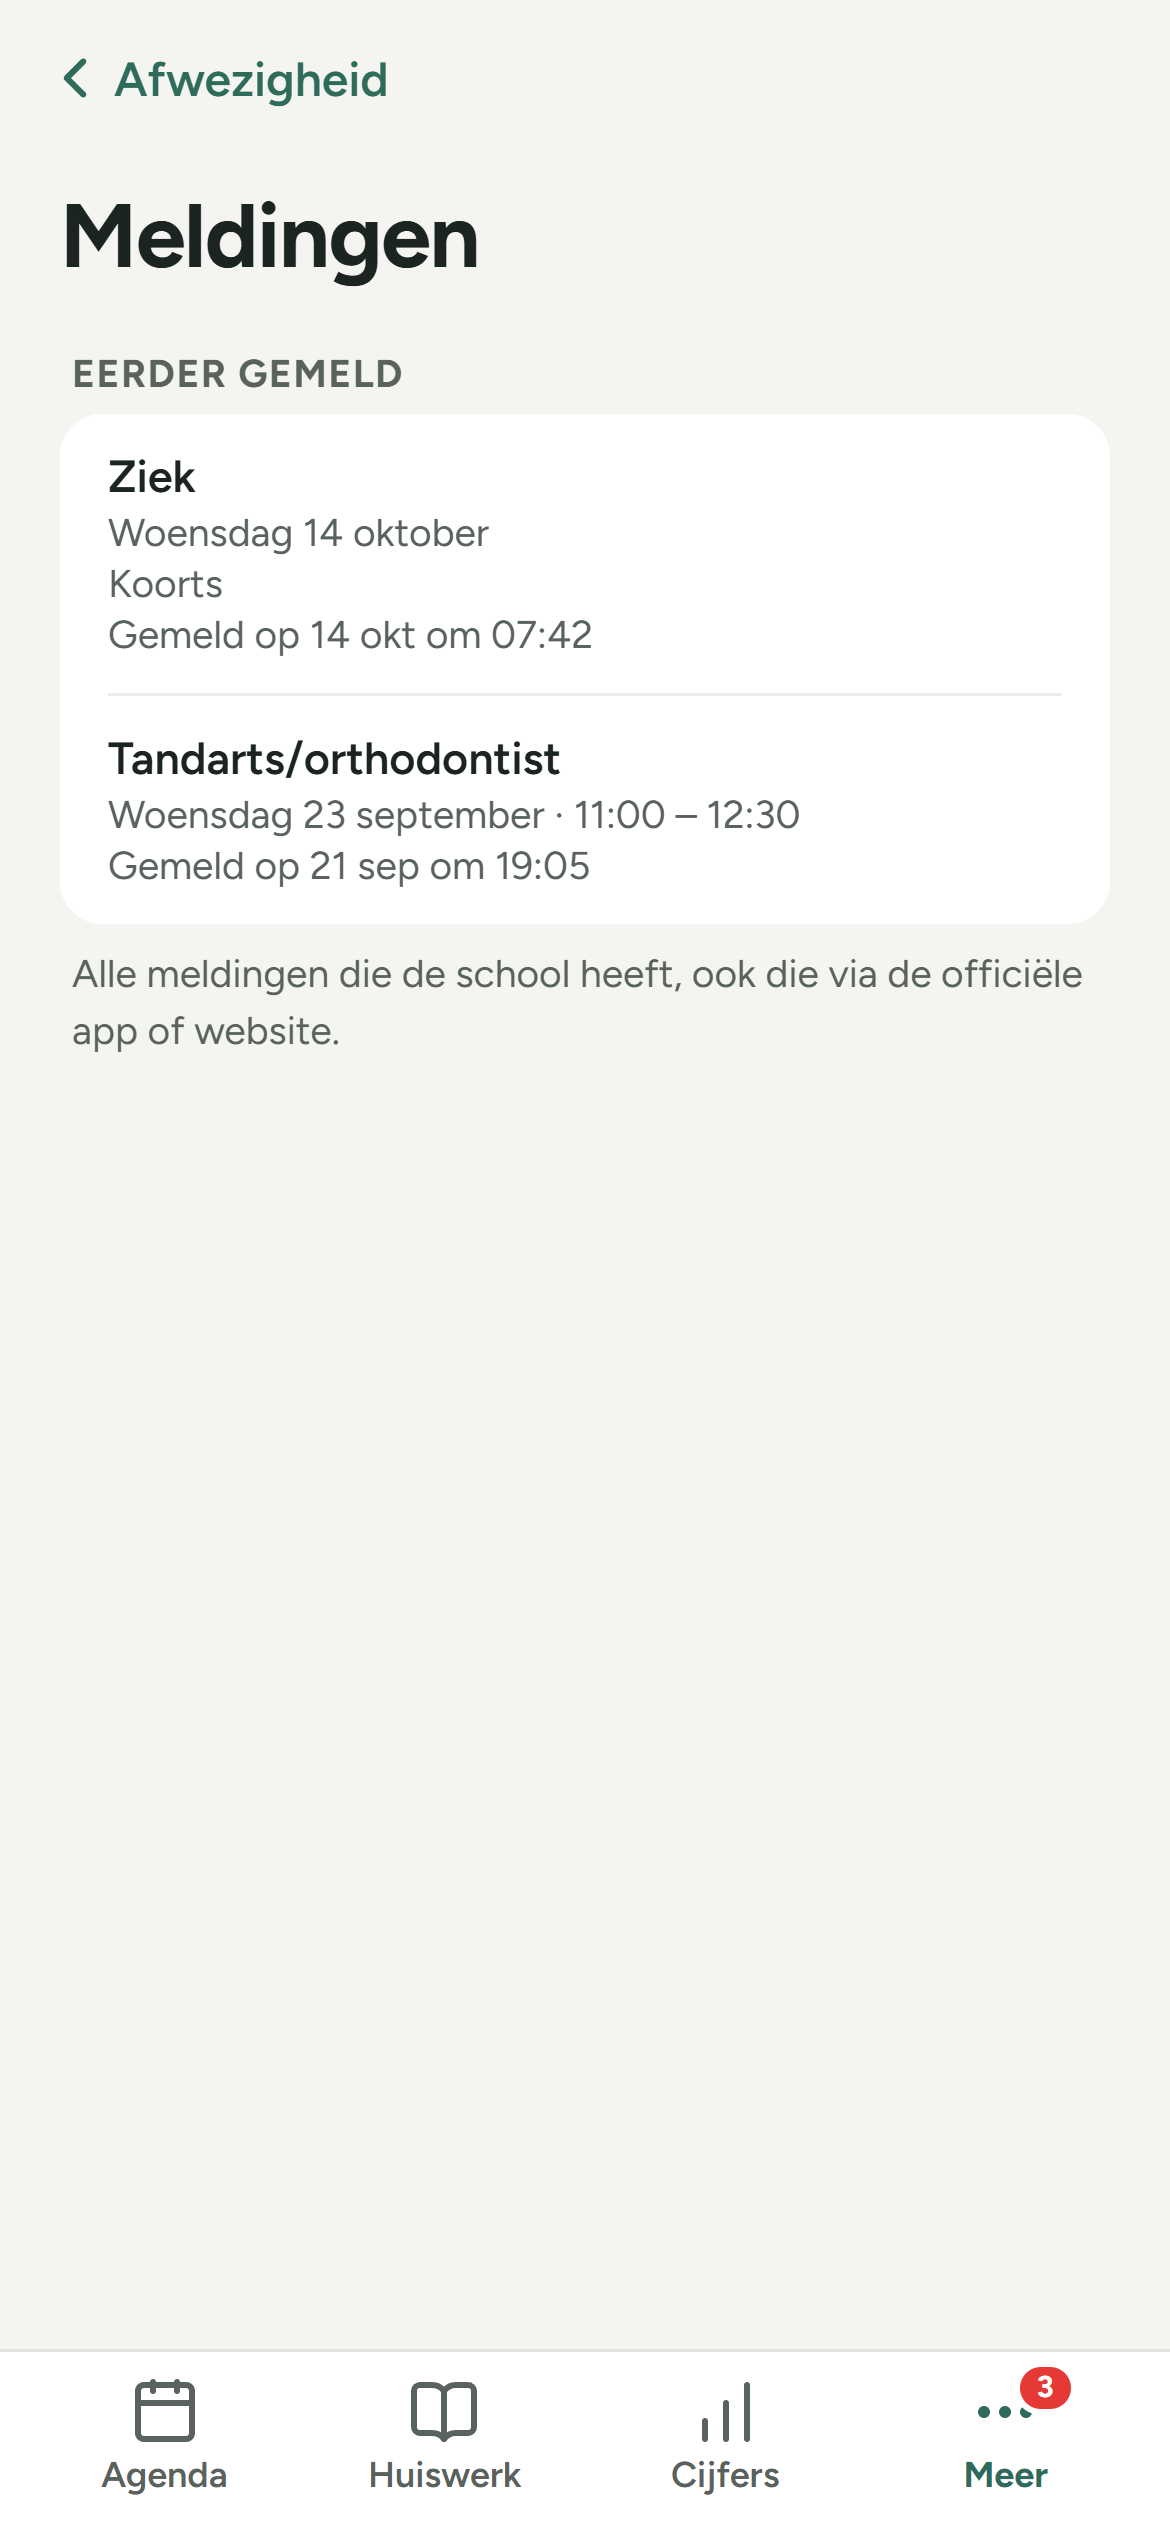 Afwezigheid
Meldingen
EERDER GEMELD
Ziek
Woensdag 14 oktober
Koorts
Gemeld op 14 okt om 07:42
Tandarts/orthodontist
Woensdag 23 september · 11:00 – 12:30
Gemeld op 21 sep om 19:05
Alle meldingen die de school heeft, ook die via de officiële
app of website.
3
Agenda
Huiswerk
Cijfers
Meer